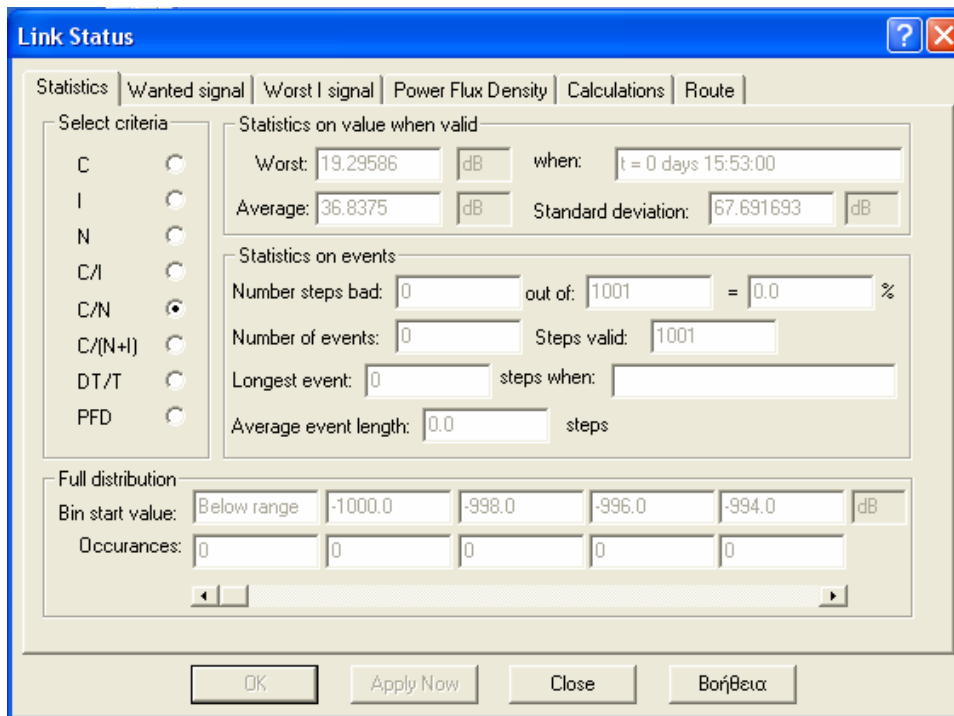 Link Status
Statistics Wanted signal Worst I signal Power Flux Density Calculations Route
Select criteria
C
I
N
C/I
C/N
C/(N+I)
DT/T
PFD
Statistics on value when valid
Worst: 19.29586 dB when: t = 0 days 15:53:00
Average: 36.8375 dB Standard deviation: 67.691693 dB
Statistics on events
Number steps bad: 0 out of: 1001 = 0.0 %
Number of events: 0 Steps valid: 1001
Longest event: 0 steps when:
Average event length: 0.0 steps
Full distribution
Bin start value: Below range -1000.0 -998.0 -996.0 -994.0 dB
Occurances: 0 0 0 0 0
OK Apply Now Close Βοήθεια